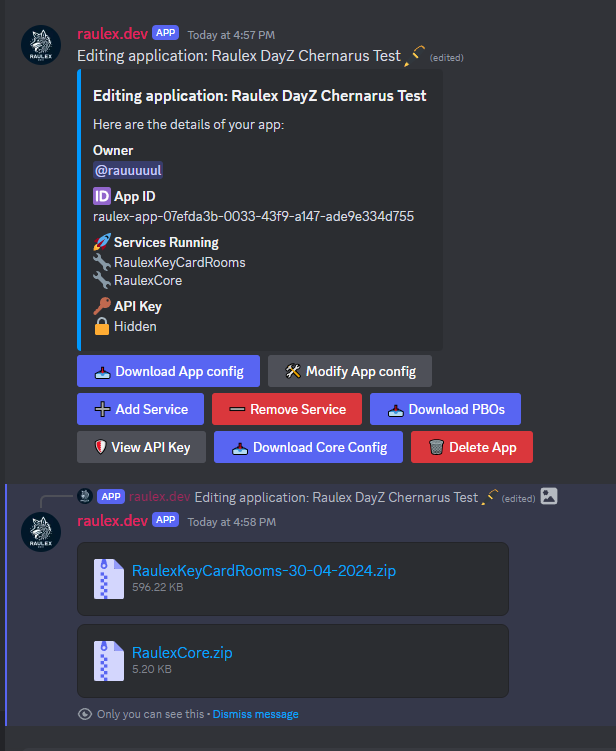 raulex.dev APP Today at 4:57 PM
Editing application: Raulex DayZ Chernarus Test (edited)
Editing application: Raulex DayZ Chernarus Test
Here are the details of your app:
Owner
@rauuuuul
ID App ID
raulex-app-07efda3b-0033-43f9-a147-ade9e334d755
Services Running
RaulexKeyCardRooms
RaulexCore
API Key
Hidden
Download App config Modify App config
Add Service Remove Service Download PBOs
View API Key Download Core Config Delete App
APP raulex.dev Editing application: Raulex DayZ Chernarus Test (edited)
raulex.dev APP Today at 4:58 PM
RaulexKeyCardRooms-30-04-2024.zip
596.22 KB
RaulexCore.zip
5.20 KB
Only you can see this • Dismiss message
RAULEX
RAULEX